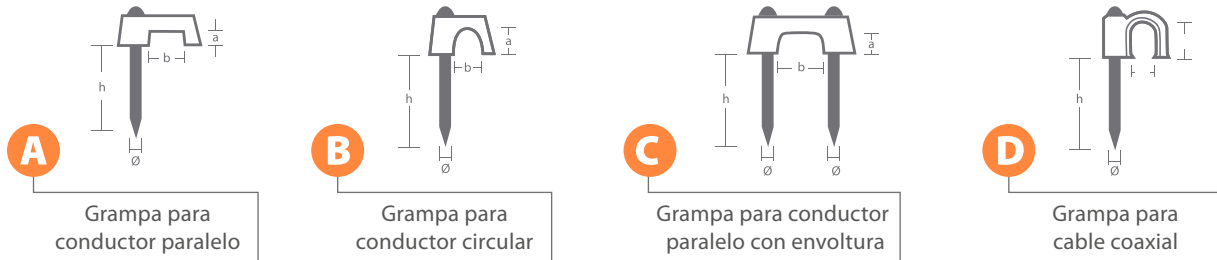 a
b
h
Ø
A
Grampa para
conductor paralelo
a
b
h
Ø
B
Grampa para
conductor circular
a
b
h
Ø
Ø
C
Grampa para conductor
paralelo con envoltura
h
Ø
D
Grampa para
cable coaxial